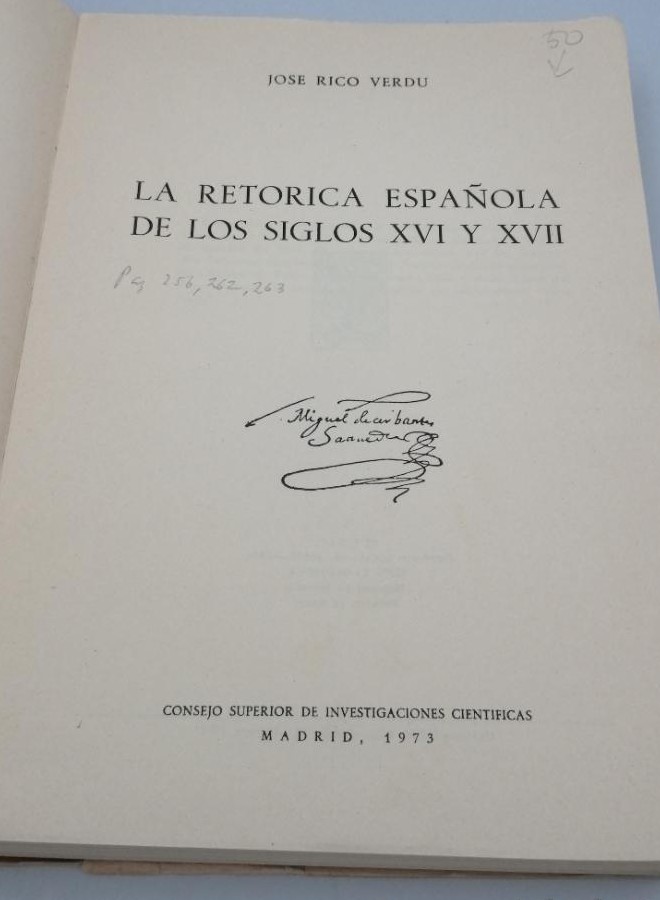 50
JOSE RICO VERDU
LA RETORICA ESPAÑOLA
DE LOS SIGLOS XVI Y XVII
Pg 256, 262, 263
Miguel de cerbantes
Saavedra
CONSEJO SUPERIOR DE INVESTIGACIONES CIENTIFICAS
MADRID, 1973